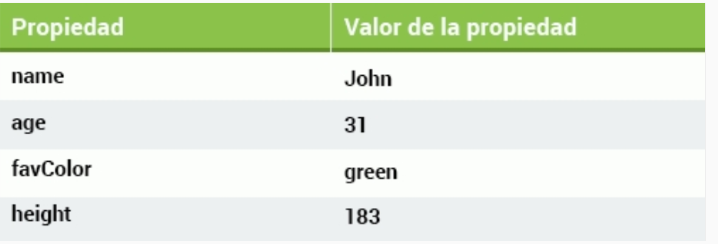 Propiedad Valor de la propiedad
name John
age 31
favColor green
height 183